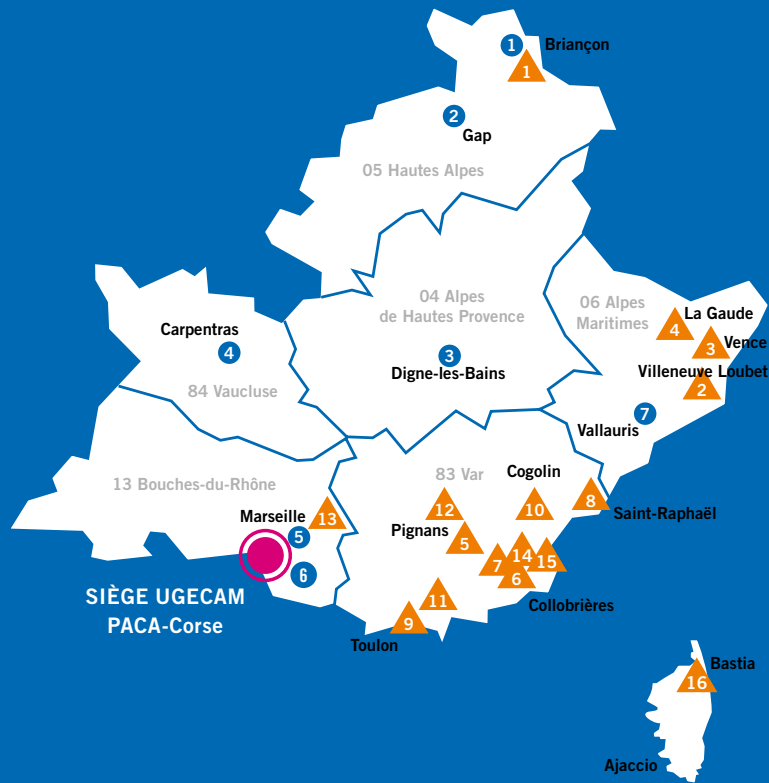 1
Briançon
1
2
Gap
05 Hautes Alpes
04 Alpes
de Hautes Provence
06 Alpes
Maritimes
La Gaude
4
Vence
3
Villeneuve Loubet
2
Carpentras
4
84 Vaucluse
3
Digne-les-Bains
7
Vallauris
13 Bouches-du-Rhône
83 Var
Cogolin
Marseille
13
12
10
8
Saint-Raphaël
5
Pignans
5
7
14
15
6
6
Collobrières
SIÈGE UGECAM
PACA-Corse
11
9
Toulon
Bastia
16
Ajaccio